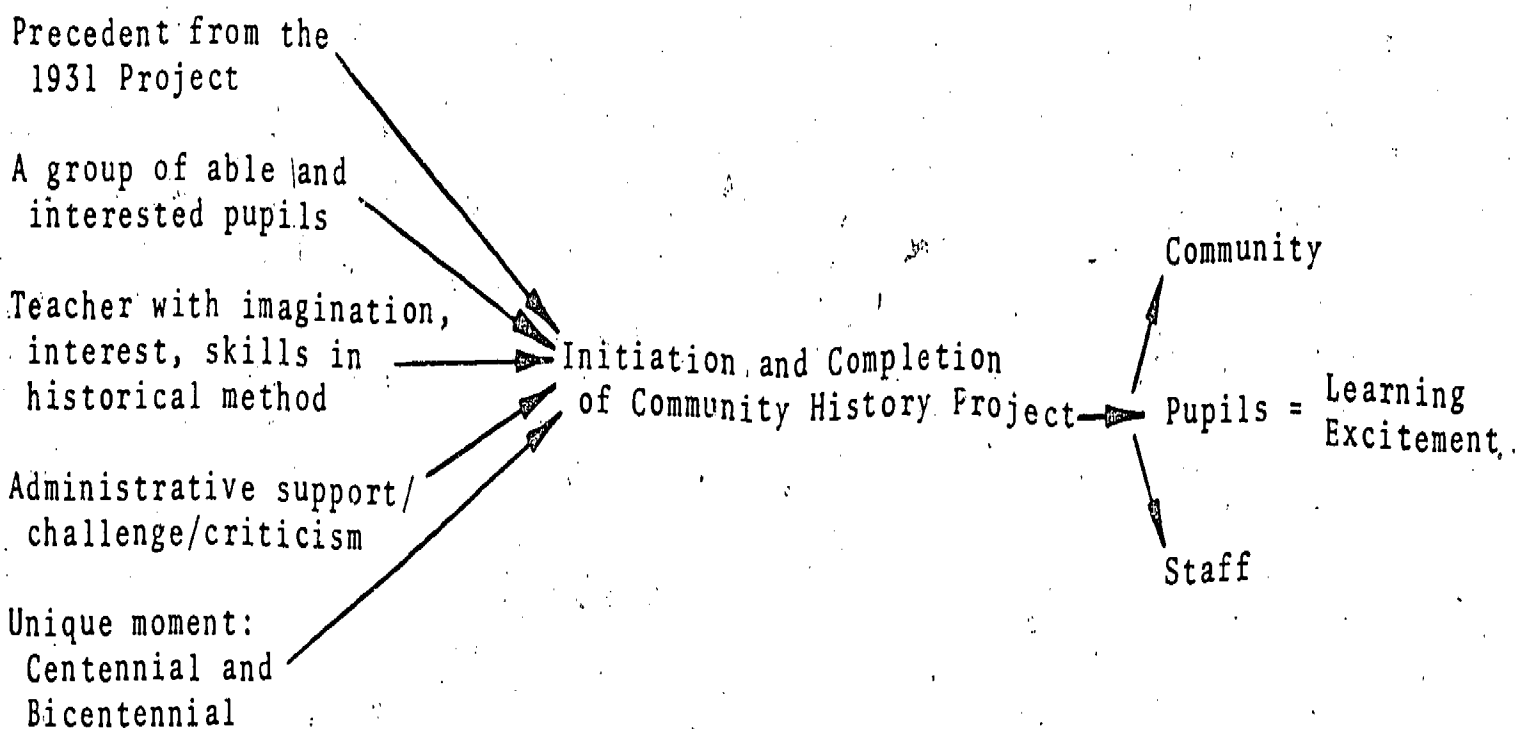 Precedent from the
1931 Project
A group of able and
interested pupils
Teacher with imagination,
interest, skills in
historical method
Administrative support/
challenge/criticism
Unique moment:
Centennial and
Bicentennial
Initiation and Completion
of Community History Project
Community
Pupils = Learning
Excitement.
Staff